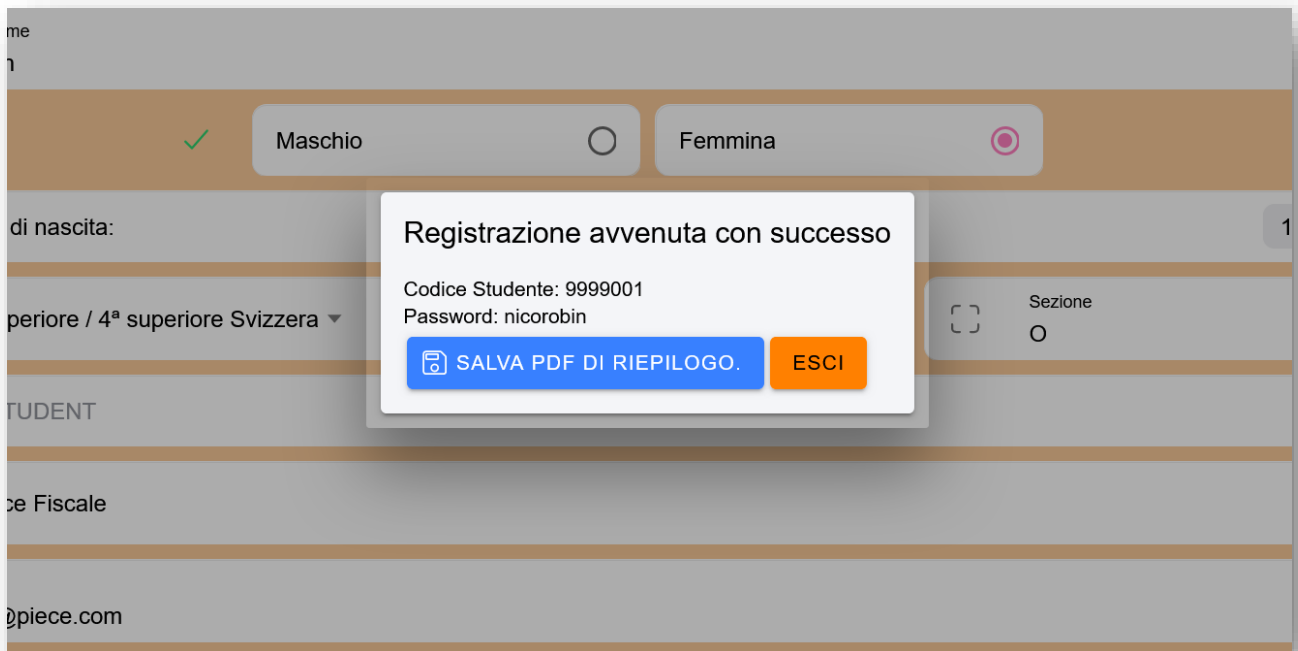 me
n
Maschio
Femmina
di nascita:
1
Registrazione avvenuta con successo
Codice Studente: 9999001
Password: nicorobin
SALVA PDF DI RIEPILOGO.
ESCI
periore / 4ª superiore Svizzera
Sezione
O
TUDENT
ce Fiscale
@piece.com